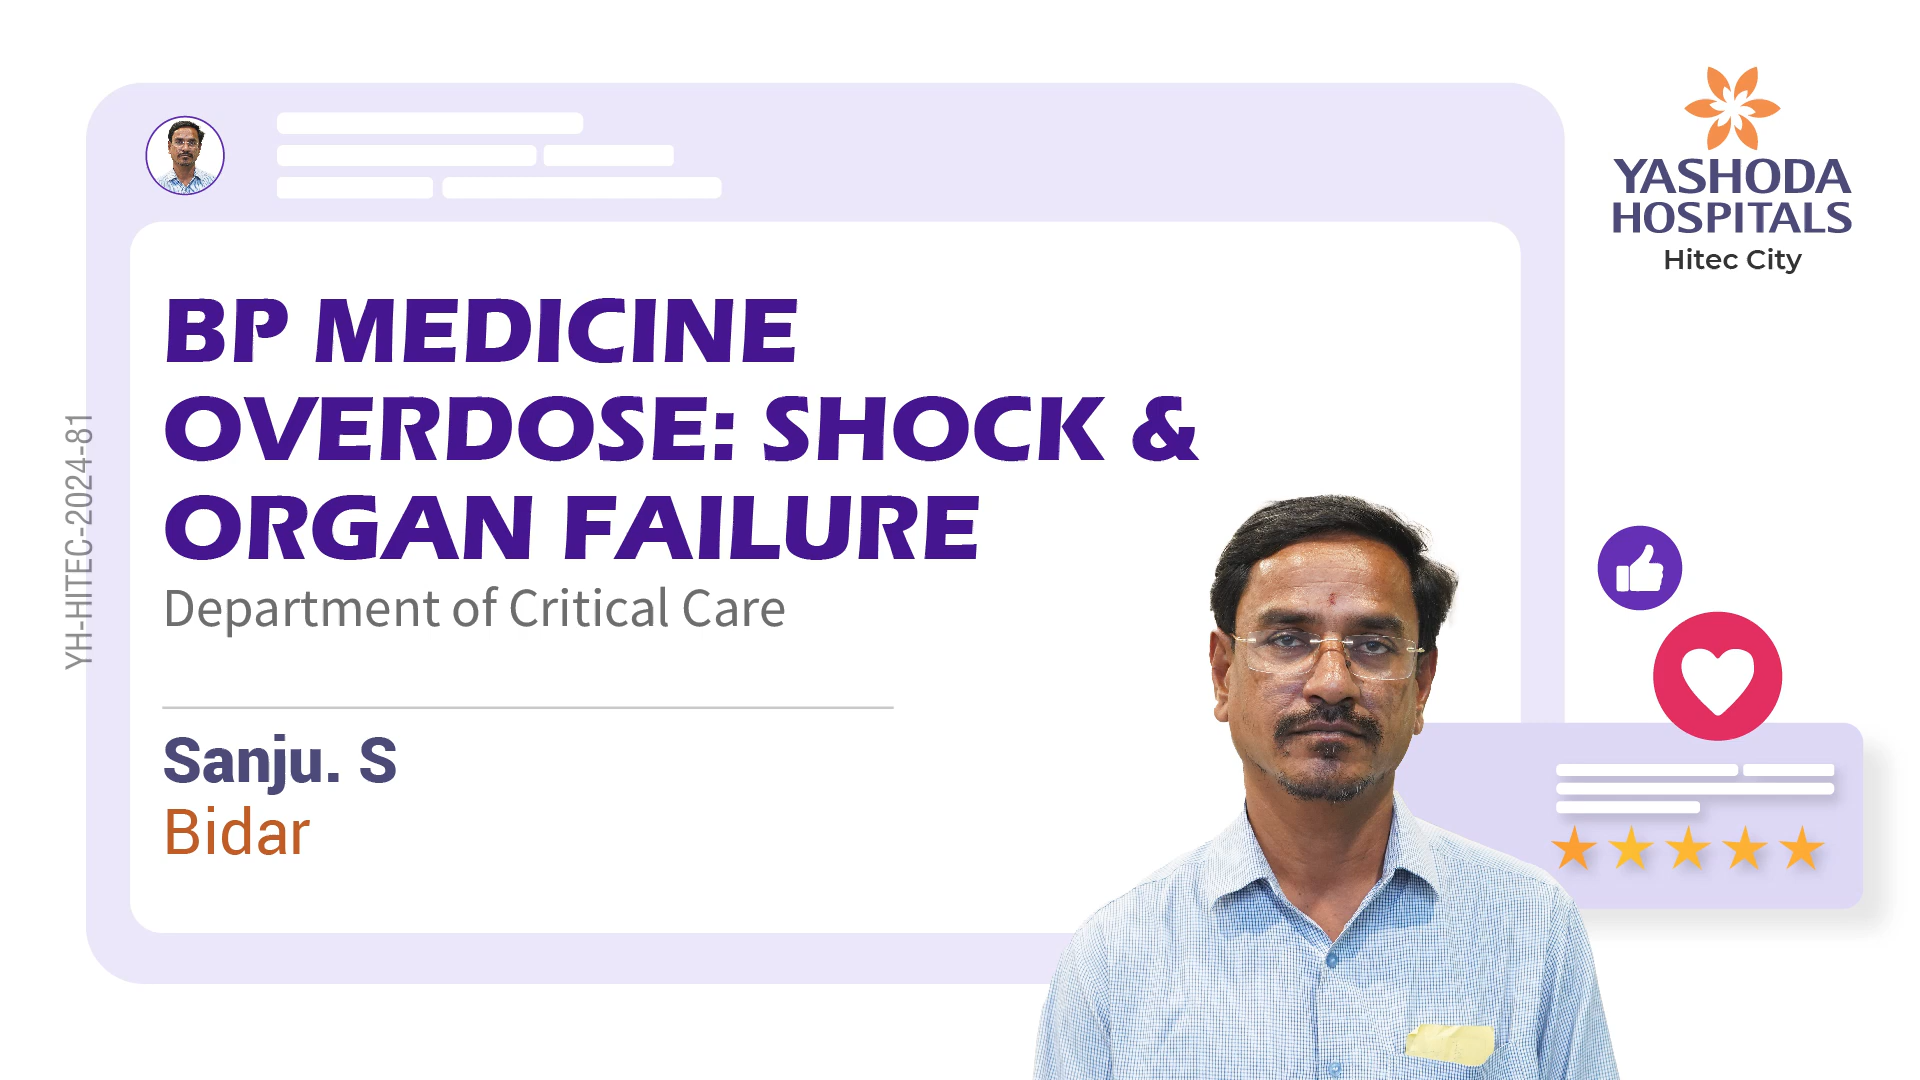 YASHODA
HOSPITALS
Hitec City
BP MEDICINE
OVERDOSE: SHOCK &
ORGAN FAILURE
Department of Critical Care
Sanju. S
Bidar
YH-HITEC-2024-81